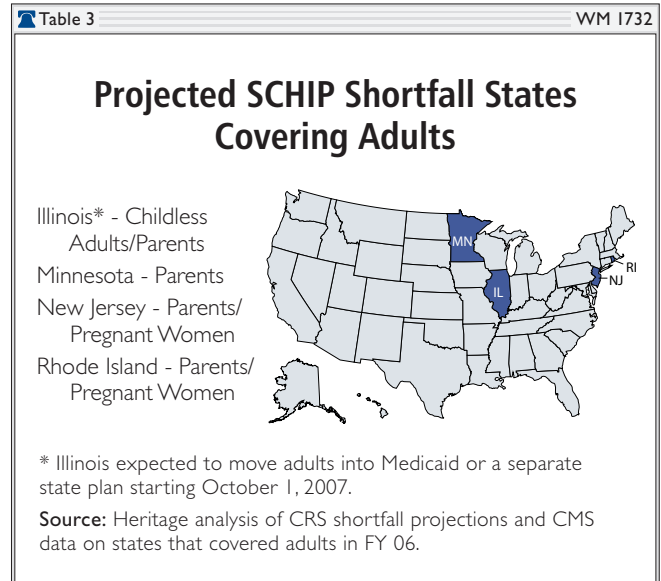 Table 3
WM 1732
Projected SCHIP Shortfall States
Covering Adults
Illinois* - Childless
Adults/Parents
Minnesota - Parents
New Jersey - Parents/
Pregnant Women
Rhode Island - Parents/
Pregnant Women
MN
IL
RI
NJ
* Illinois expected to move adults into Medicaid or a separate
state plan starting October 1, 2007.
Source: Heritage analysis of CRS shortfall projections and CMS
data on states that covered adults in FY 06.